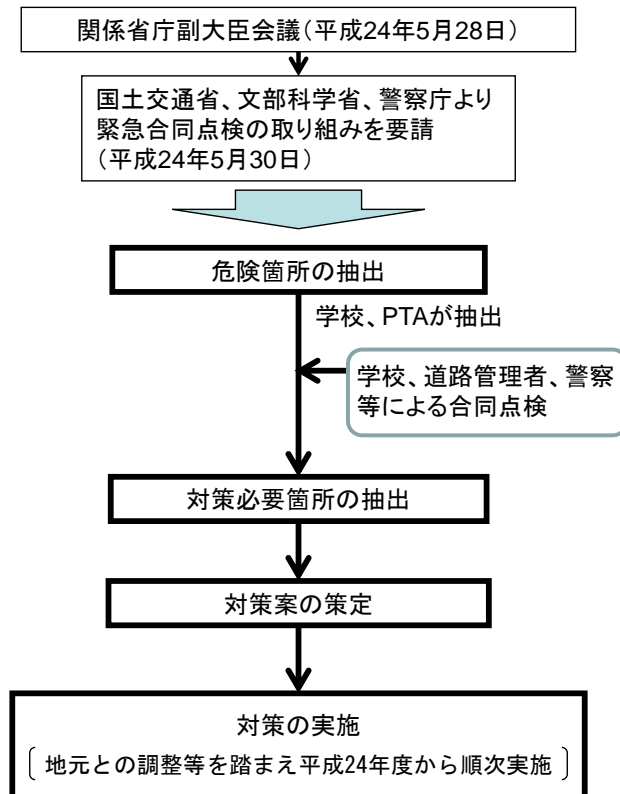 関係省庁副大臣会議（平成24年5月28日）
国土交通省、文部科学省、警察庁より
緊急合同点検の取り組みを要請
（平成24年5月30日）
危険箇所の抽出
学校、PTAが抽出
学校、道路管理者、警察
等による合同点検
対策必要箇所の抽出
対策案の策定
対策の実施
〔 地元との調整等を踏まえ平成24年度から順次実施 〕